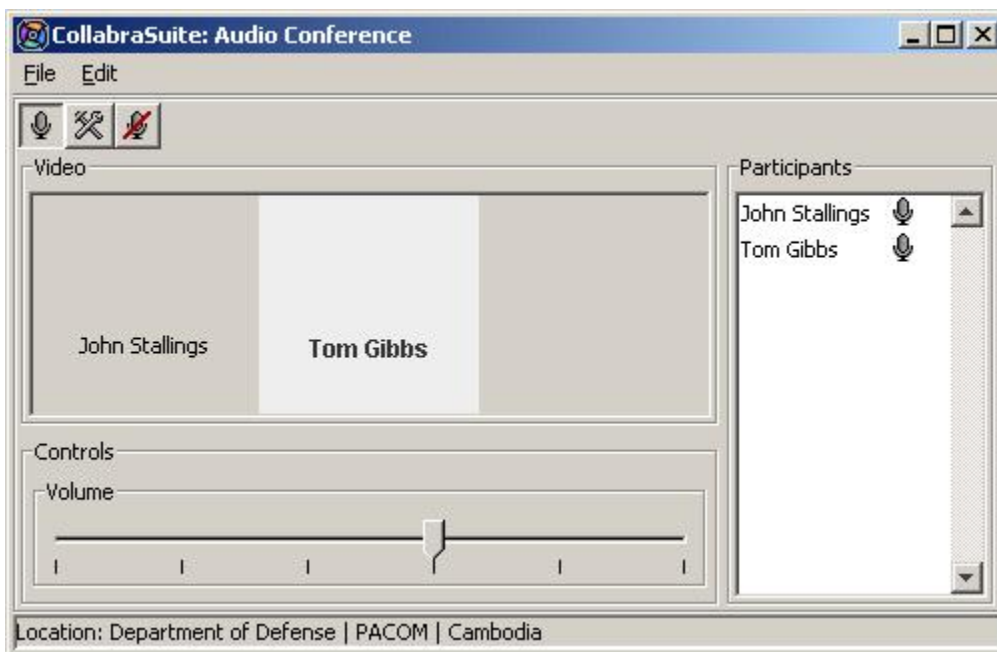 CollabraSuite: Audio Conference
File Edit
Video
Participants
John Stallings
Tom Gibbs
John Stallings
Tom Gibbs
Controls
Volume
Location: Department of Defense | PACOM | Cambodia